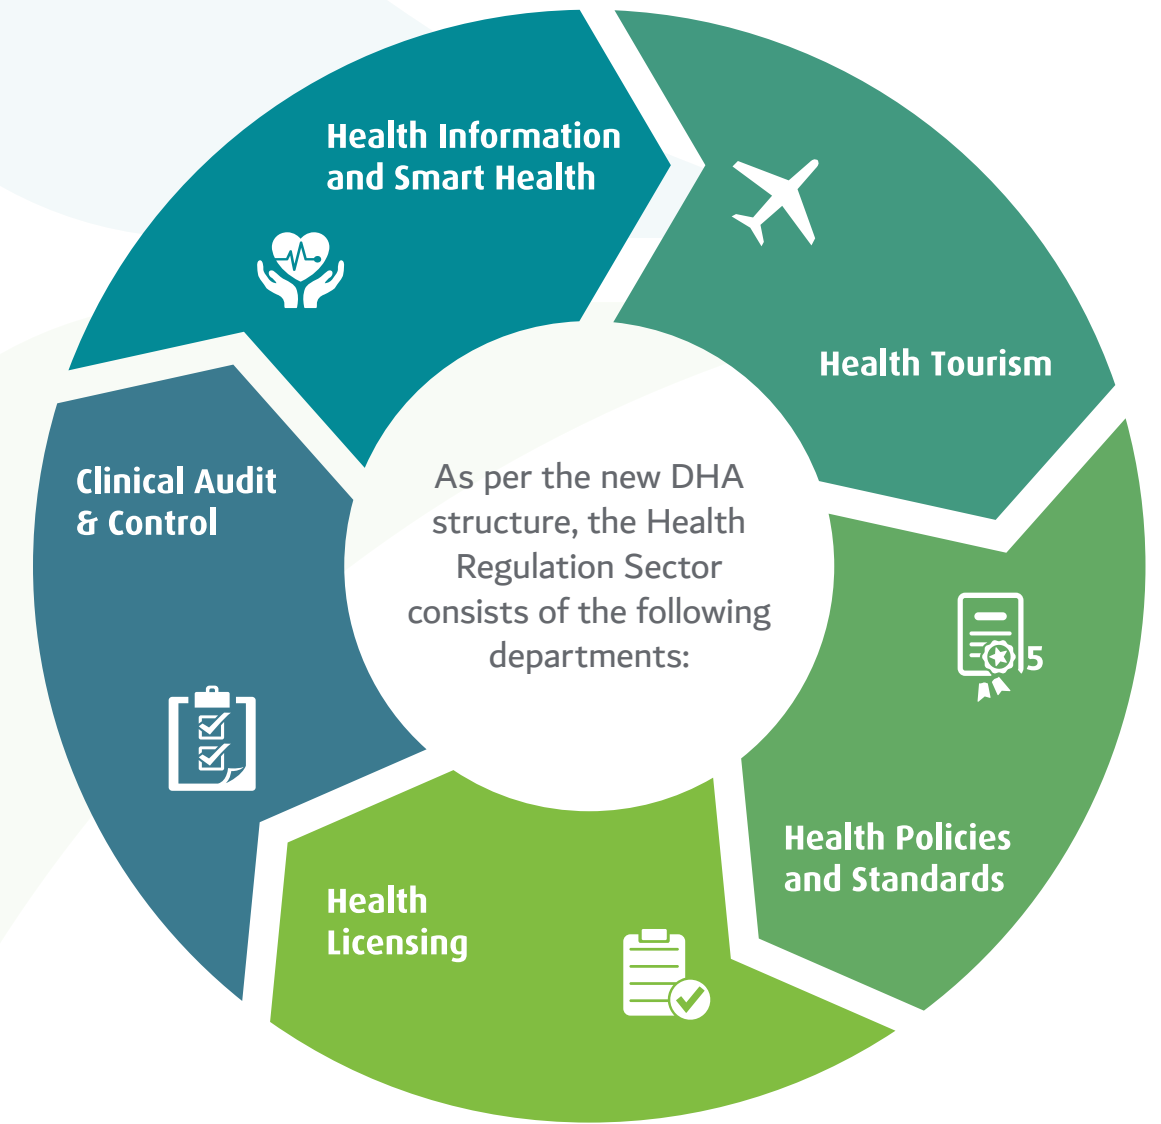 Health Information
and Smart Health
Health Tourism
Clinical Audit
& Control
As per the new DHA
structure, the Health
Regulation Sector
consists of the following
departments:
5
Health Policies
and Standards
Health
Licensing